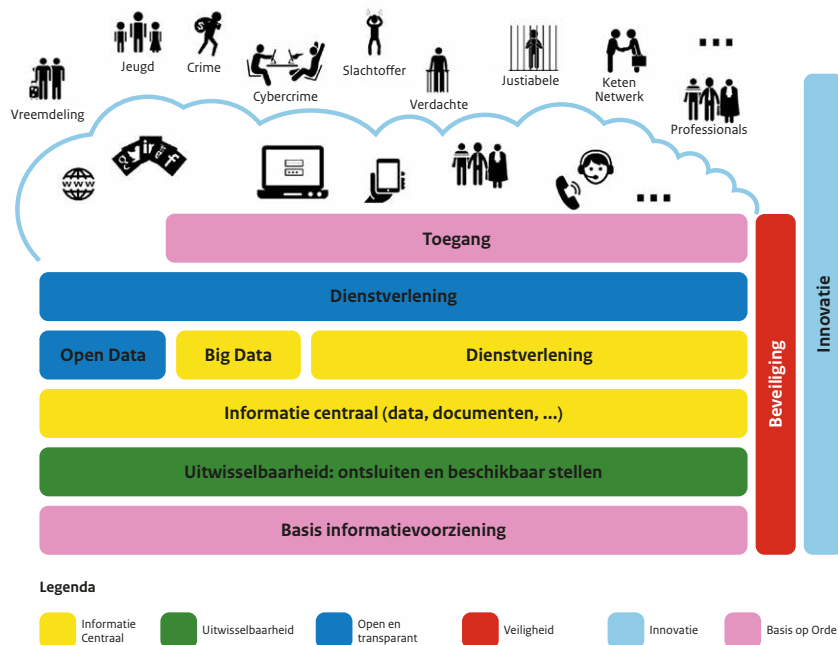 Vreemdeling
Jeugd
Crime
Cybercrime
Slachtoffer
Verdachte
Justiabele
Keten
Netwerk
...
Professionals
www
...
Toegang
Dienstverlening
Open Data
Big Data
Dienstverlening
Informatie centraal (data, documenten, ...)
Uitwisselbaarheid: ontsluiten en beschikbaar stellen
Basis informatievoorziening
Beveiliging
Innovatie
Legenda
Informatie
Centraal
Uitwisselbaarheid
Open en
transparant
Veiligheid
Innovatie
Basis op Orde